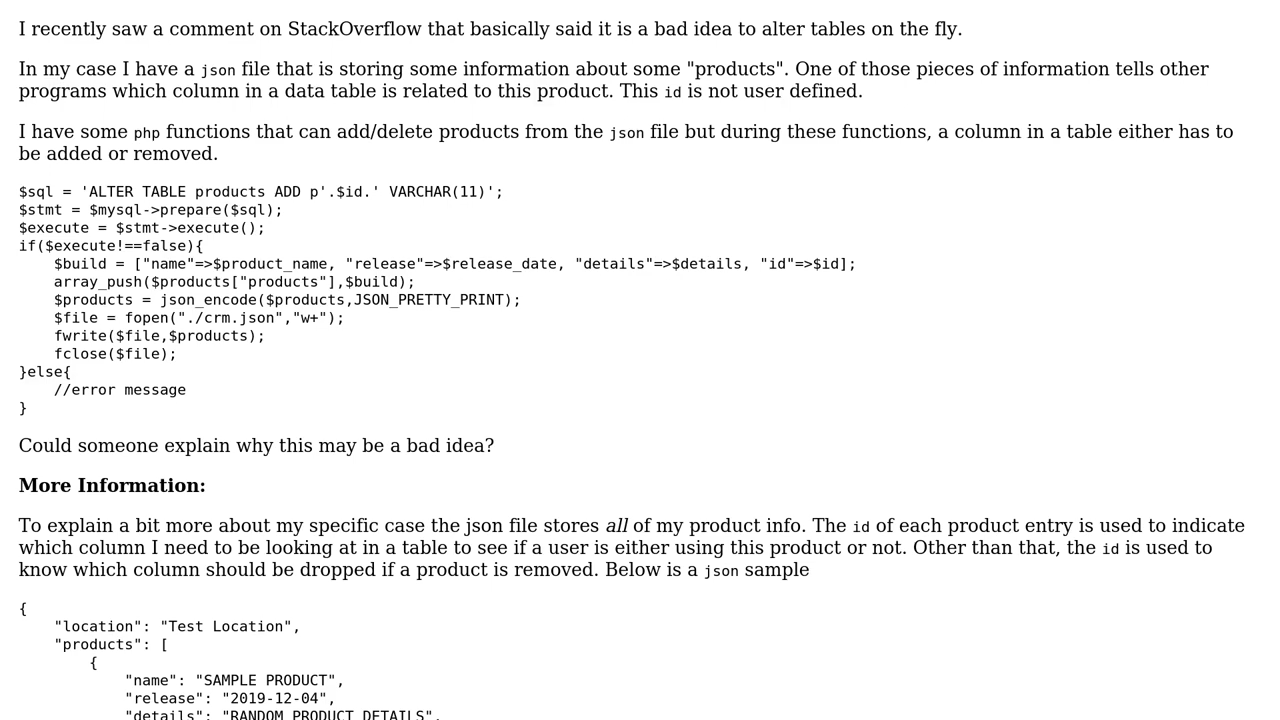 I recently saw a comment on StackOverflow that basically said it is a bad idea to alter tables on the fly.
In my case I have a json file that is storing some information about some "products". One of those pieces of information tells other
programs which column in a data table is related to this product. This id is not user defined.
I have some php functions that can add/delete products from the json file but during these functions, a column in a table either has to
be added or removed.
$sql = 'ALTER TABLE products ADD p'.$id.' VARCHAR(11)';
$stmt = $mysql->prepare($sql);
$execute = $stmt->execute();
if($execute!==false){
    $build = ["name"=>$product_name, "release"=>$release_date, "details"=>$details, "id"=>$id];
    array_push($products["products"],$build);
    $products = json_encode($products,JSON_PRETTY_PRINT);
    $file = fopen("./crm.json","w+");
    fwrite($file,$products);
    fclose($file);
}else{
    //error message
}
Could someone explain why this may be a bad idea?
More Information:
To explain a bit more about my specific case the json file stores all of my product info. The id of each product entry is used to indicate
which column I need to be looking at in a table to see if a user is either using this product or not. Other than that, the id is used to
know which column should be dropped if a product is removed. Below is a json sample
{
    "location": "Test Location",
    "products": [
        {
            "name": "SAMPLE PRODUCT",
            "release": "2019-12-04",
            "details": "RANDOM PRODUCT DETAILS",